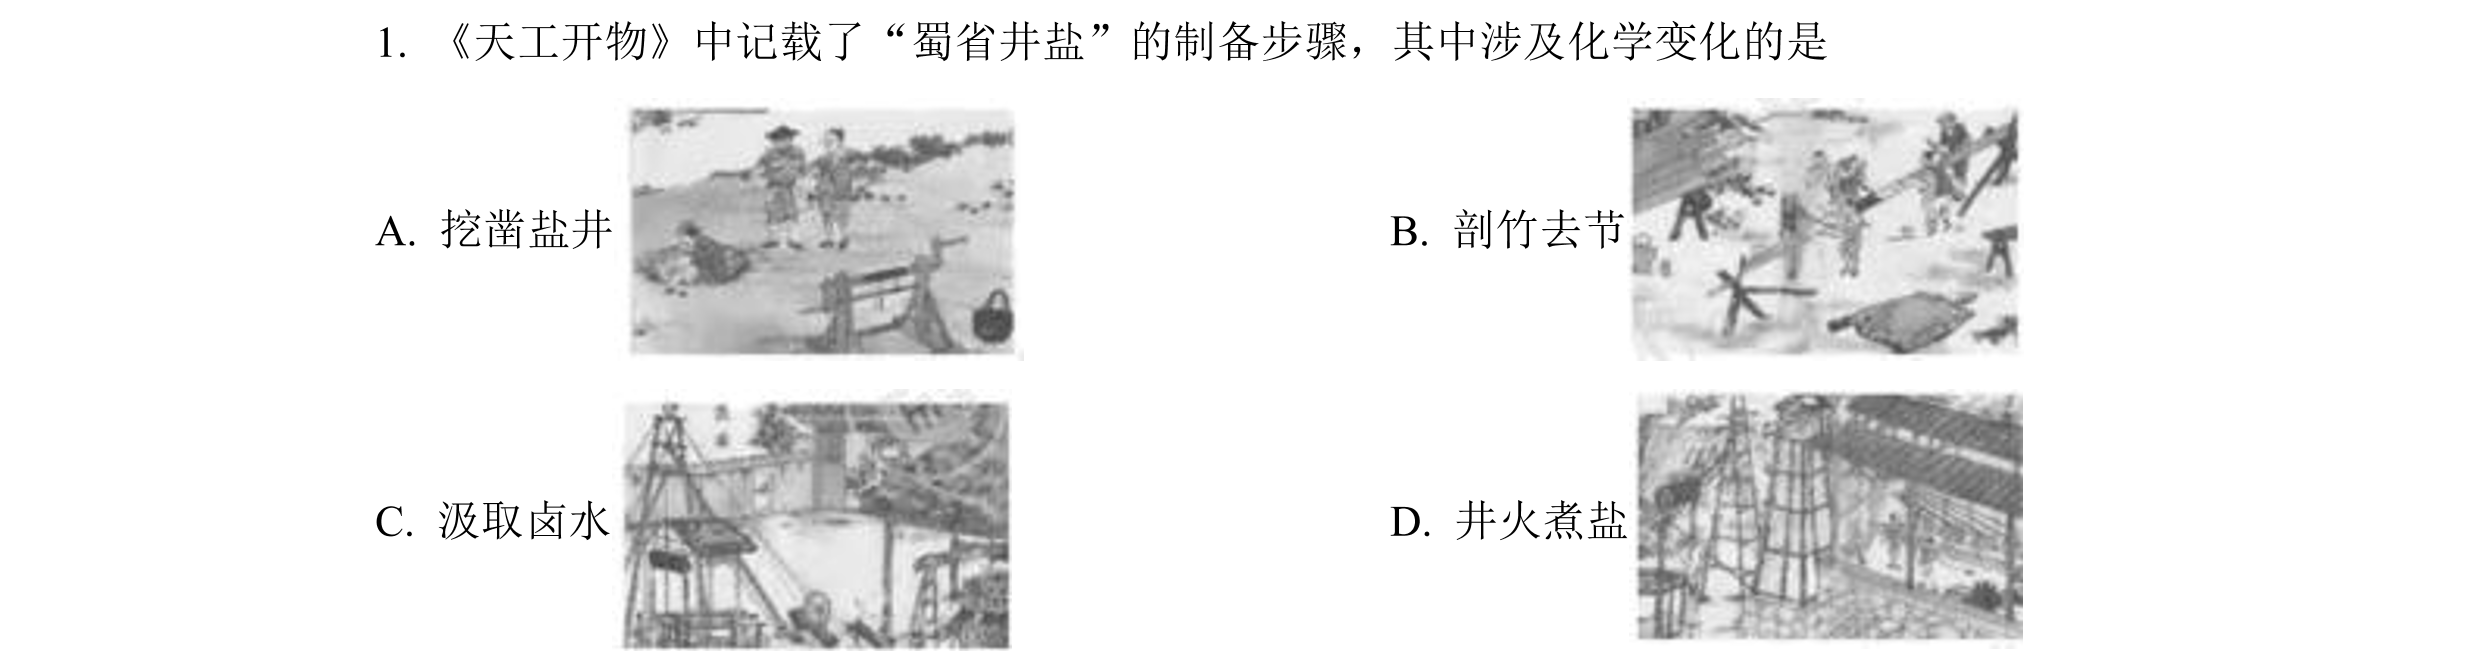 1. 《天工开物》中记载了“蜀省井盐”的制备步骤，其中涉及化学变化的是
A. 挖凿盐井
B. 剖竹去节
C. 汲取卤水
D. 井火煮盐